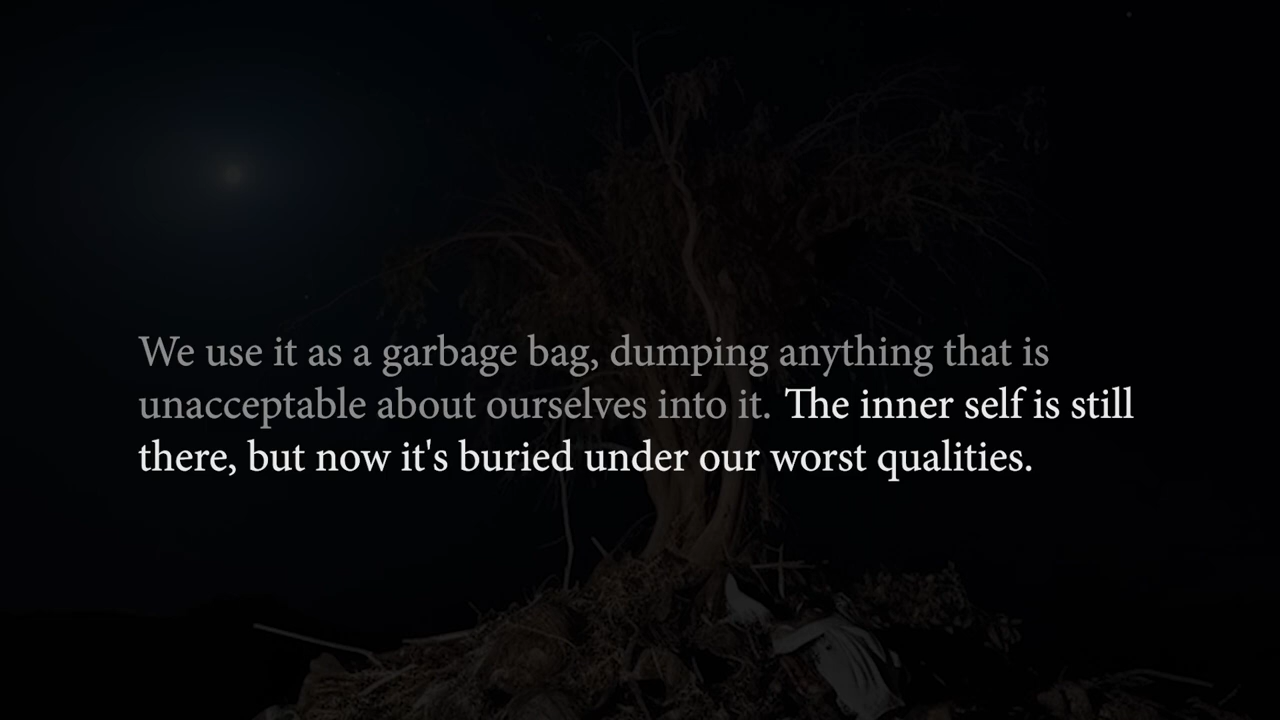 We use it as a garbage bag, dumping anything that is
unacceptable about ourselves into it. The inner self is still
there, but now it's buried under our worst qualities.